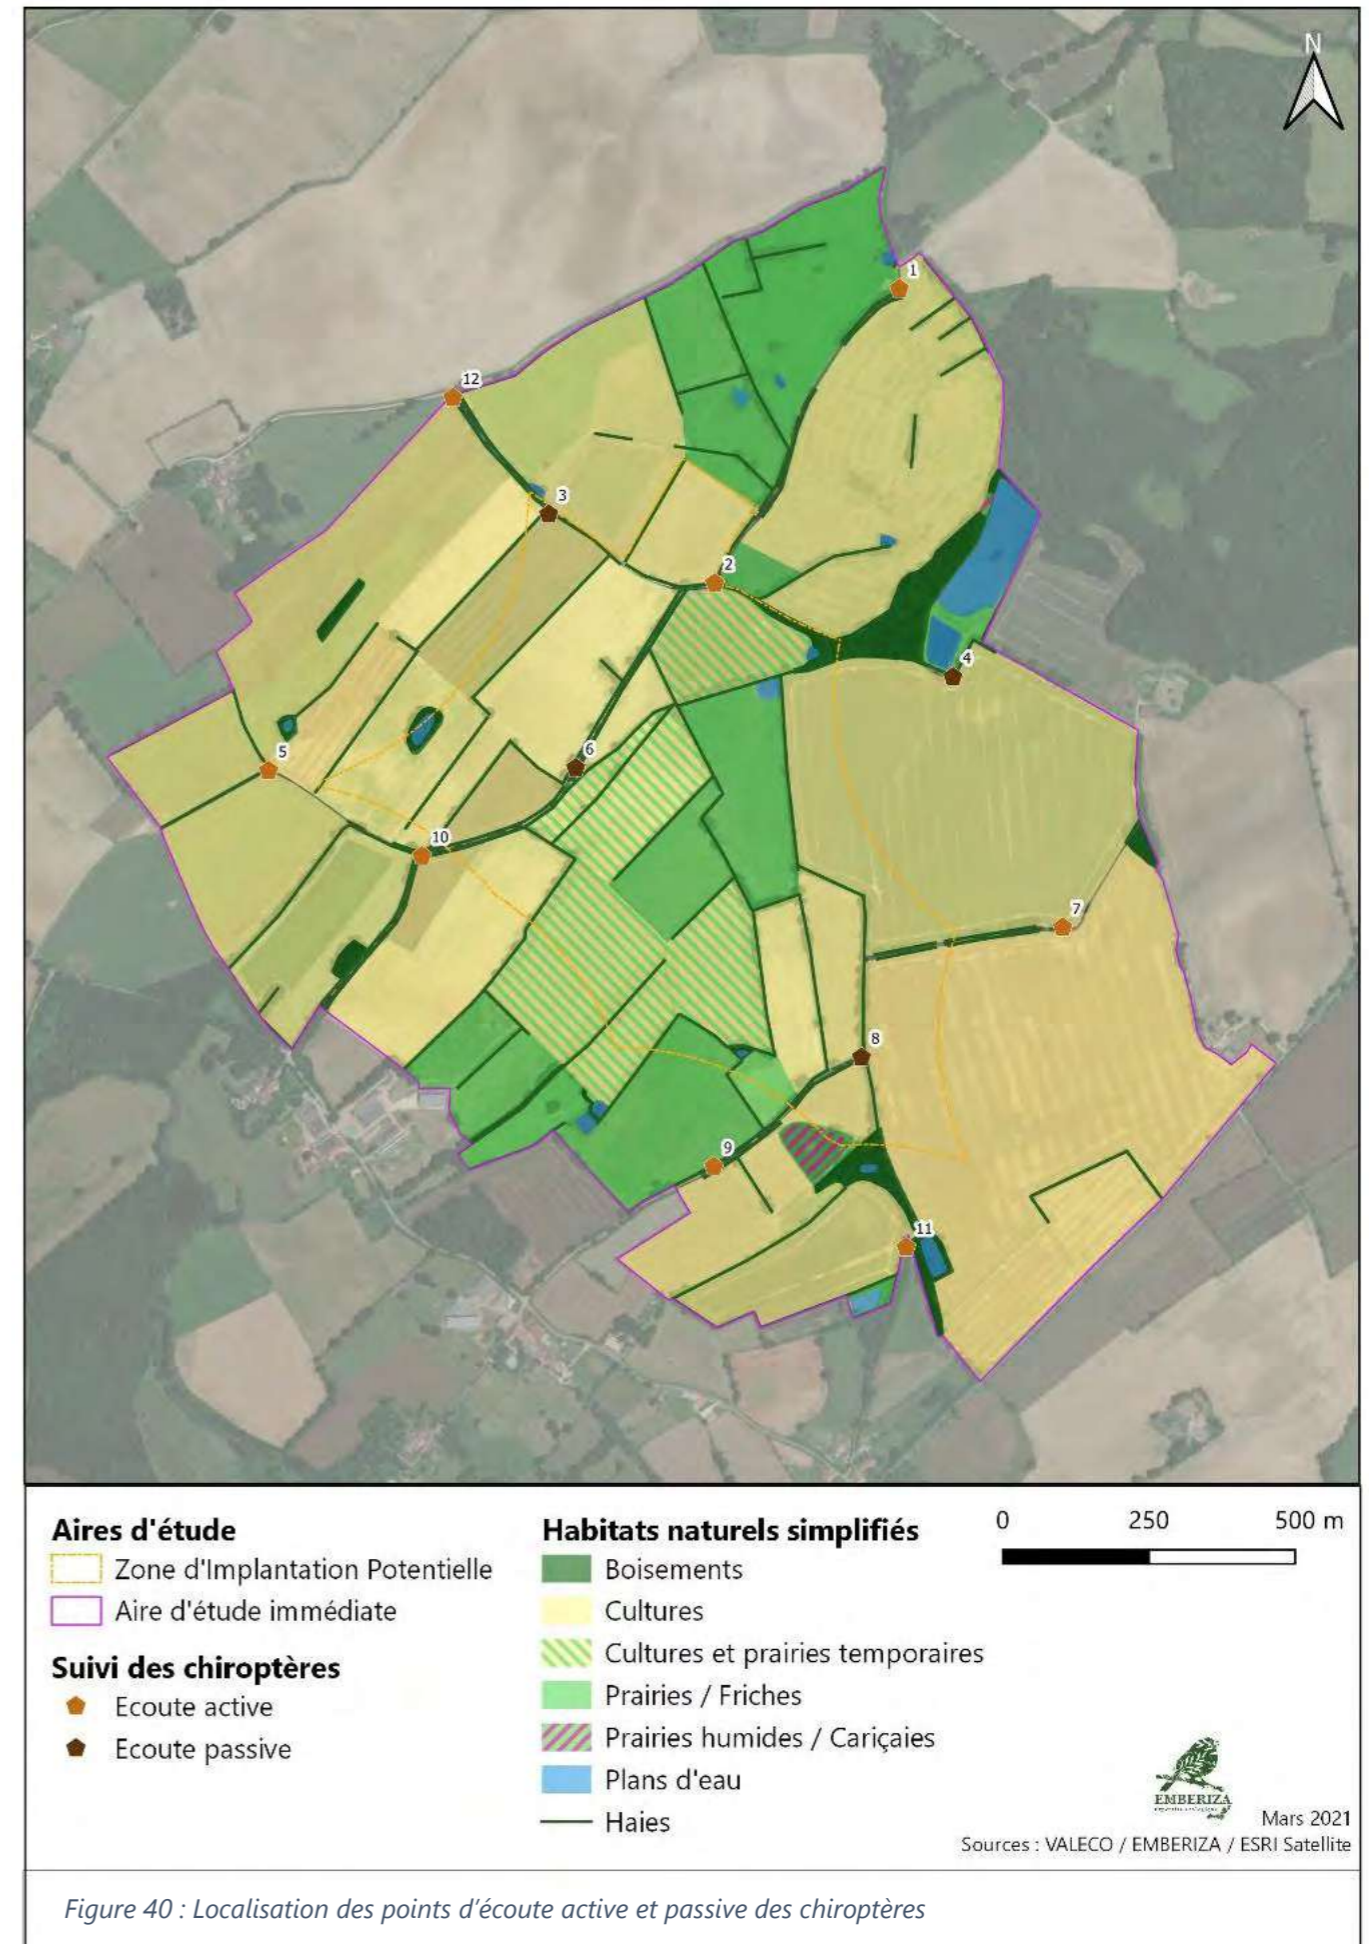 N
1
12
3
2
4
5
6
10
7
8
9
11
Aires d'étude
Zone d'Implantation Potentielle
Aire d'étude immédiate
Suivi des chiroptères
Ecoute active
Ecoute passive
Habitats naturels simplifiés
Boisements
Cultures
Cultures et prairies temporaires
Prairies / Friches
Prairies humides / Cariçaies
Plans d'eau
Haies
0 250 500 m
EMBERIZA
Mars 2021
Sources : VALECO / EMBERIZA / ESRI Satellite
Figure 40 : Localisation des points d'écoute active et passive des chiroptères